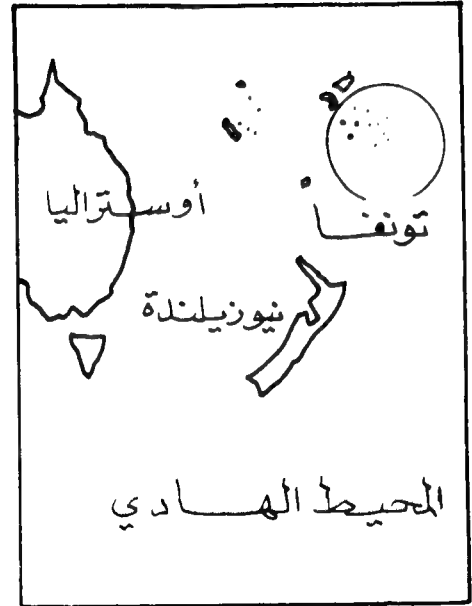 أوستراليا
تونغا
نيوزيلندة
المحيط الهادي